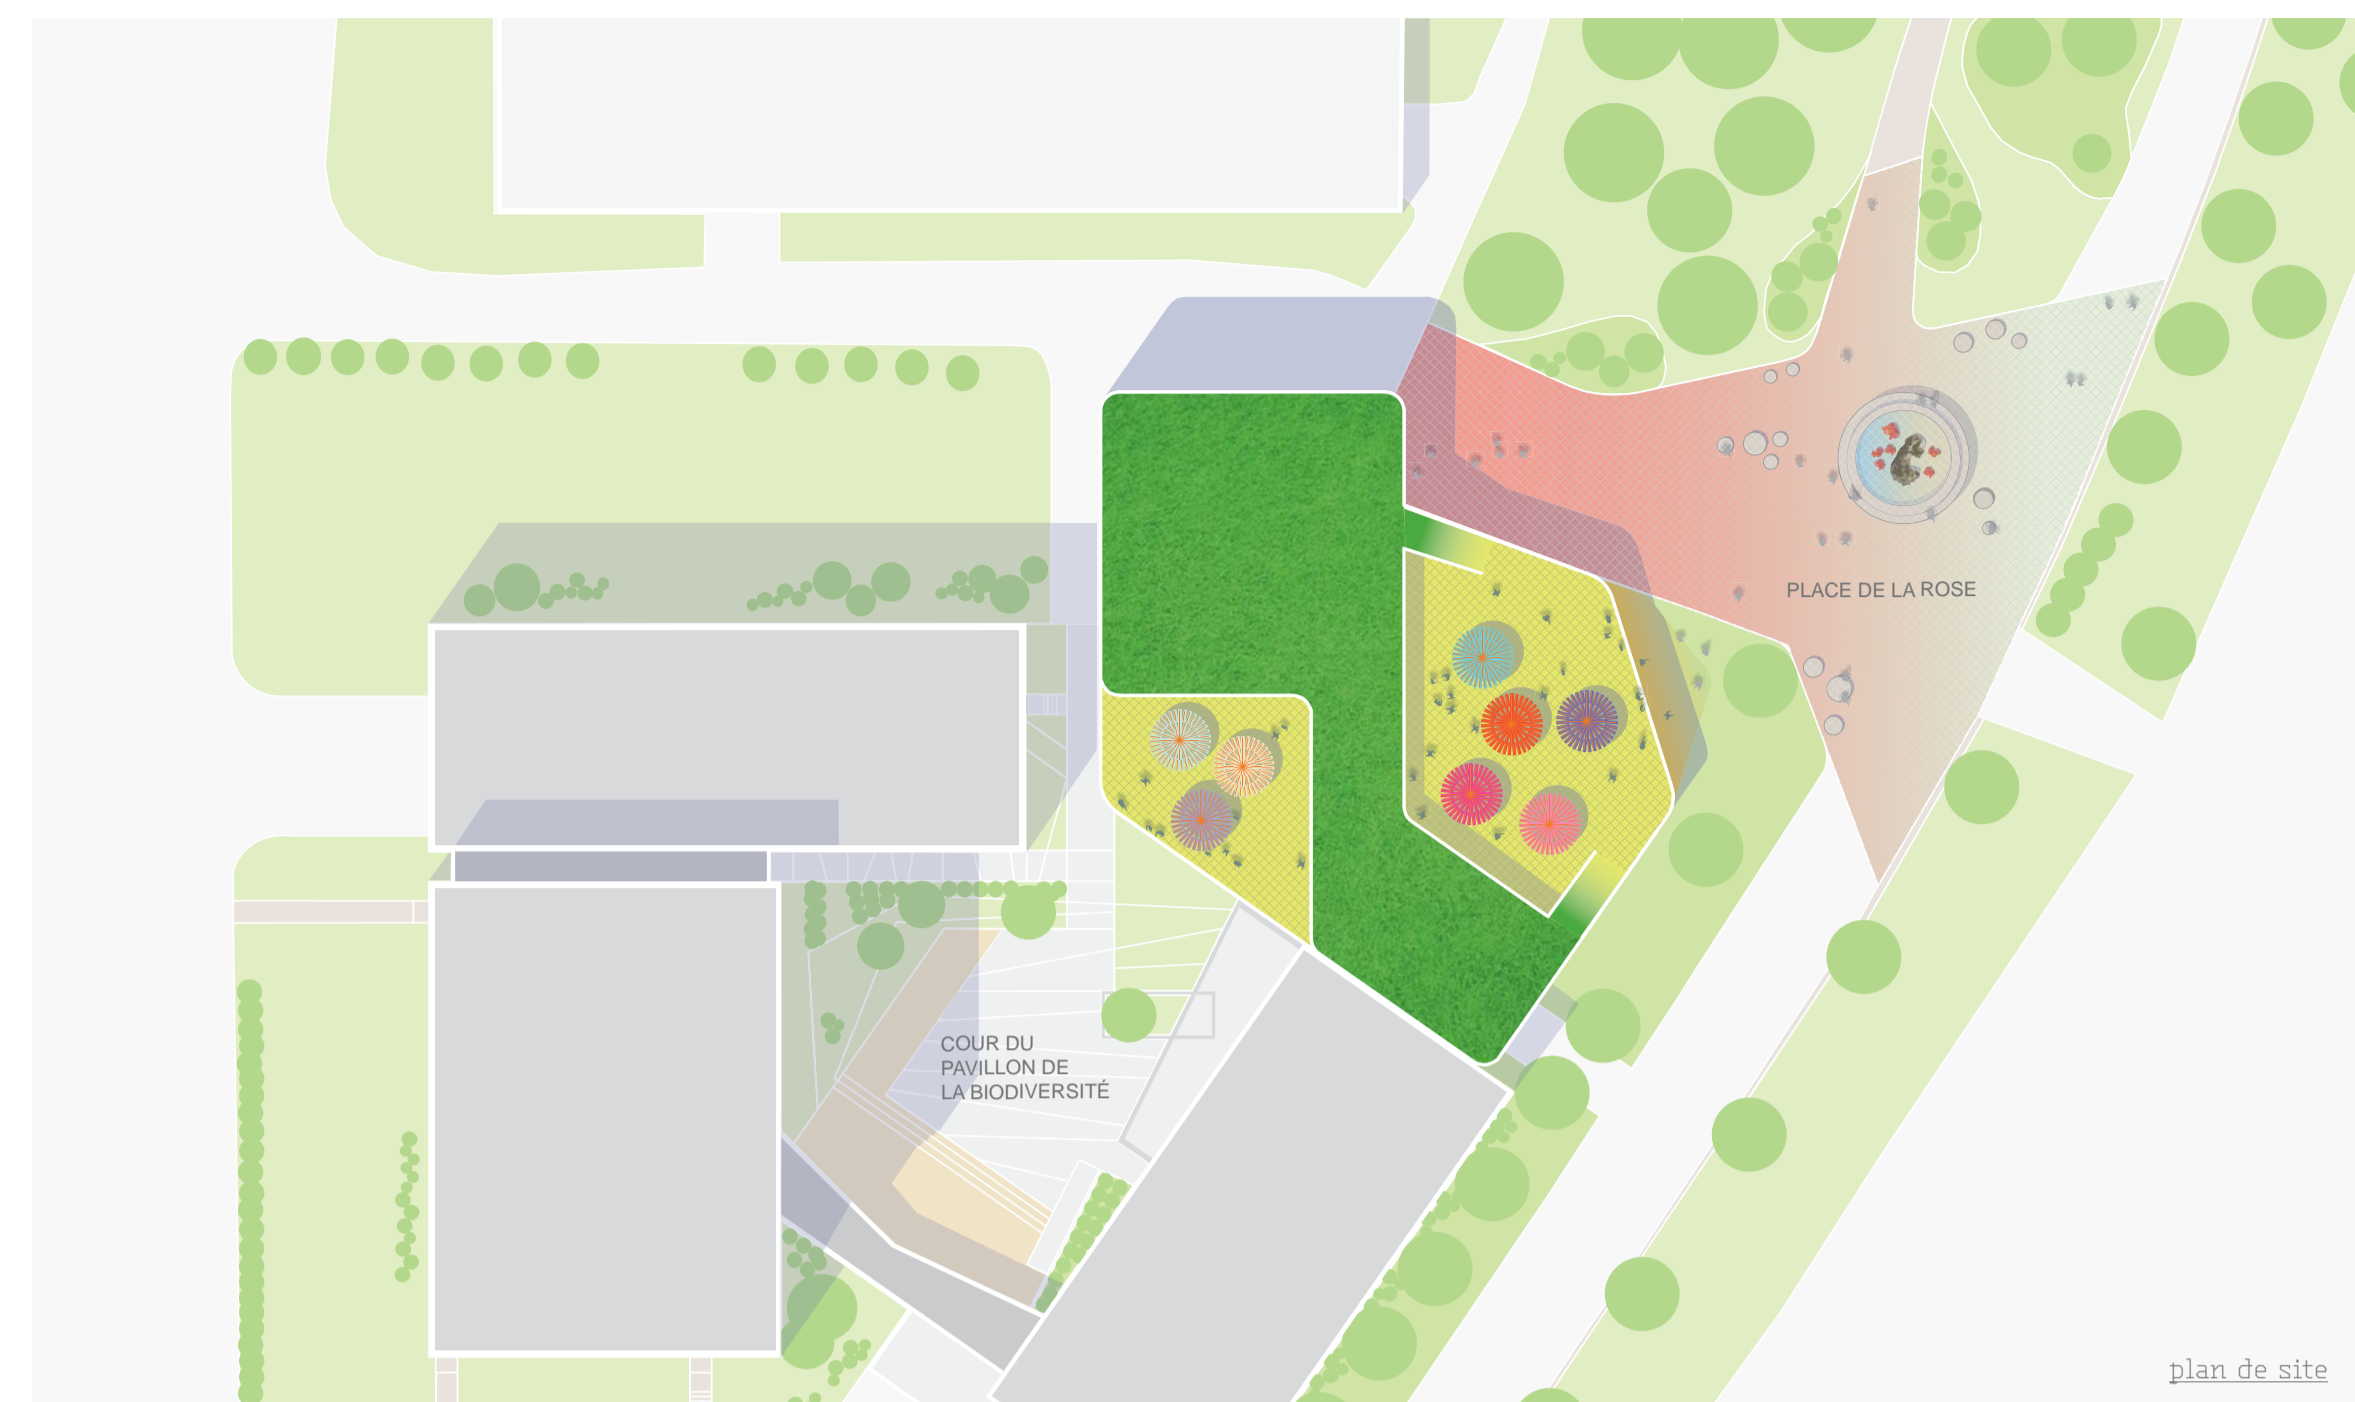 PLACE DE LA ROSE
COUR DU
PAVILLON DE
LA BIODIVERSITÉ
plan de site